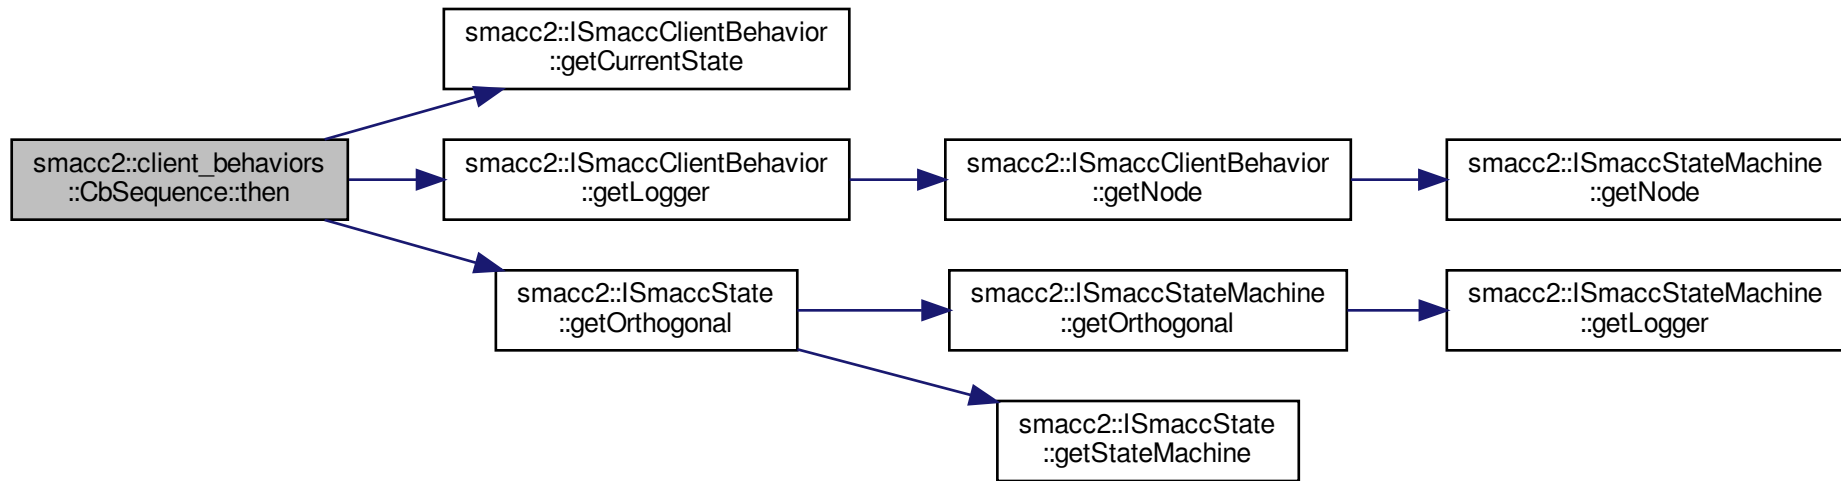 smacc2::ISmaccClientBehavior
::getCurrentState
smacc2::client_behaviors
::CbSequence::then
smacc2::ISmaccClientBehavior
::getLogger
smacc2::ISmaccClientBehavior
::getNode
smacc2::ISmaccStateMachine
::getNode
smacc2::ISmaccState
::getOrthogonal
smacc2::ISmaccStateMachine
::getOrthogonal
smacc2::ISmaccStateMachine
::getLogger
smacc2::ISmaccState
::getStateMachine